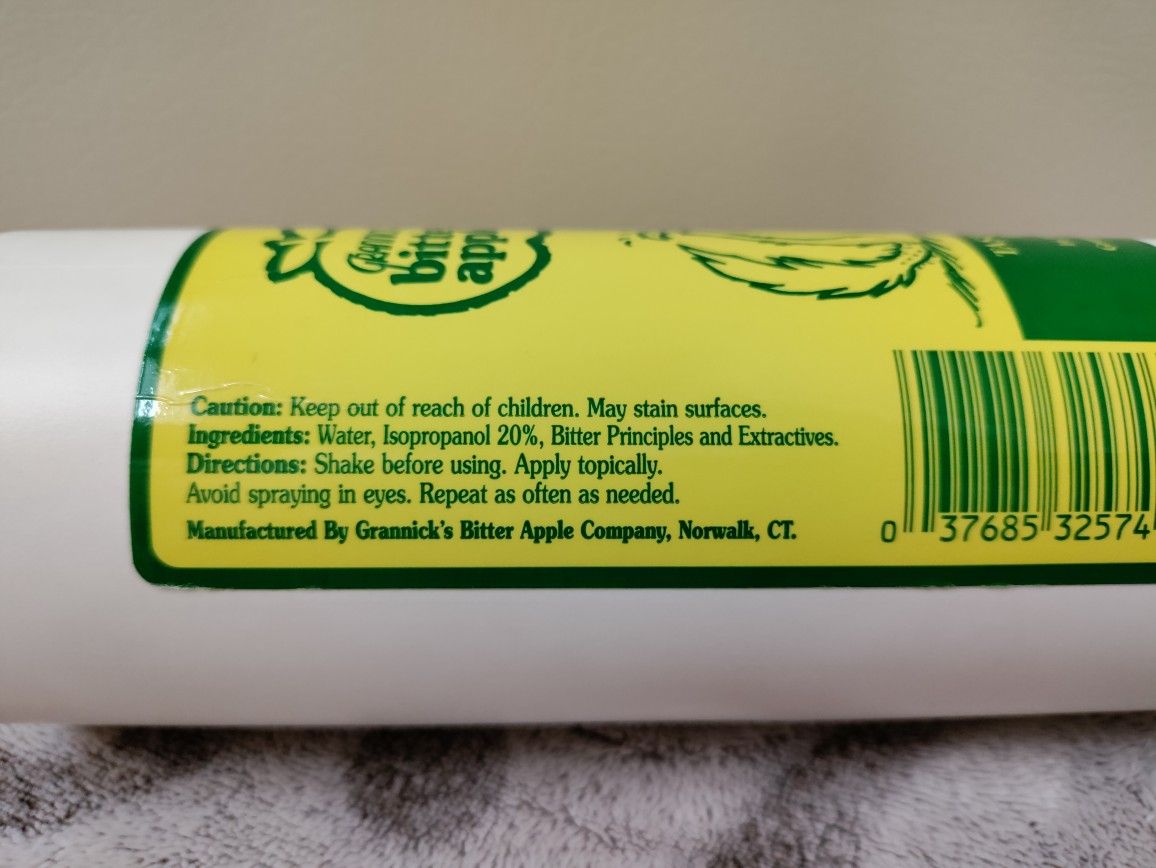 Caution: Keep out of reach of children. May stain surfaces.
Ingredients: Water, Isopropanol 20%, Bitter Principles and Extractives.
Directions: Shake before using. Apply topically.
Avoid spraying in eyes. Repeat as often as needed.
Manufactured By Grannick's Bitter Apple Company, Norwalk, CT.
0 37685 32574